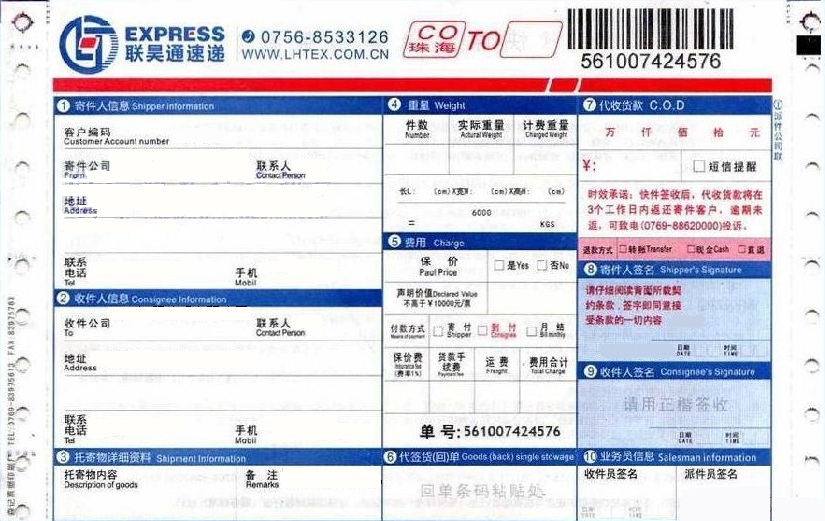 EXPRESS
联昊通速递
0756-8533126
WWW.LHTEX.COM.CN
CO
珠海
TO
561007424576
1 寄件人信息 Shipper information
客户编码
Customer Account number
寄件公司 联系人
From Contact Person
地址
Address
联系
电话 手机
Tel Mobil
2 收件人信息 Consignee Information
收件公司 联系人
To Contact Person
地址
Address
联系
电话 手机
Tel Mobil
3 托寄物详细资料 Shipment Information
托寄物内容 备 注
Description of goods Remarks
4 重量 Weight
件数 实际重量 计费重量
Number Actural Weight Charged Weight
长L: (cm)X宽W: (cm)X高H: (cm)
6000
= KGS
5 费用 Charge
保 价 □是Yes □否No
Paul Price
声明价值Declared Value
不高于￥10000元/票
付款方式 □寄 付 □到 付 □月 结
Means of payment Shipper Consignee Bill monthly
保价费 货款手续费 运 费 费用合计
Insurance fee Payment fee Freight Total Charge
(费率1%)
单 号: 561007424576
6 代签货(回)单 Goods (back) single stcwage
回单条码粘贴处
7 代收货款 C.O.D
万 仟 佰 拾 元
￥: □短信提醒
时效承诺: 快件签收后, 代收货款将在
3个工作日内返还寄件客户, 逾期未
返, 可致电(0769-88620000)投诉。
退款方式 □转账Transfer □现金Cash □直退
8 寄件人签名 Shipper's Signature
请仔细阅读背面所载契
约条款, 签字即同意接
受条款的一切内容
日期 时间
DATE TIME
9 收件人签名 Consignee's Signature
请用正楷签收
日期 时间
DATE TIME
10 业务员信息 Salesman information
收件员签名 派件员签名
日期 时间
DATE TIME
①派件公司取